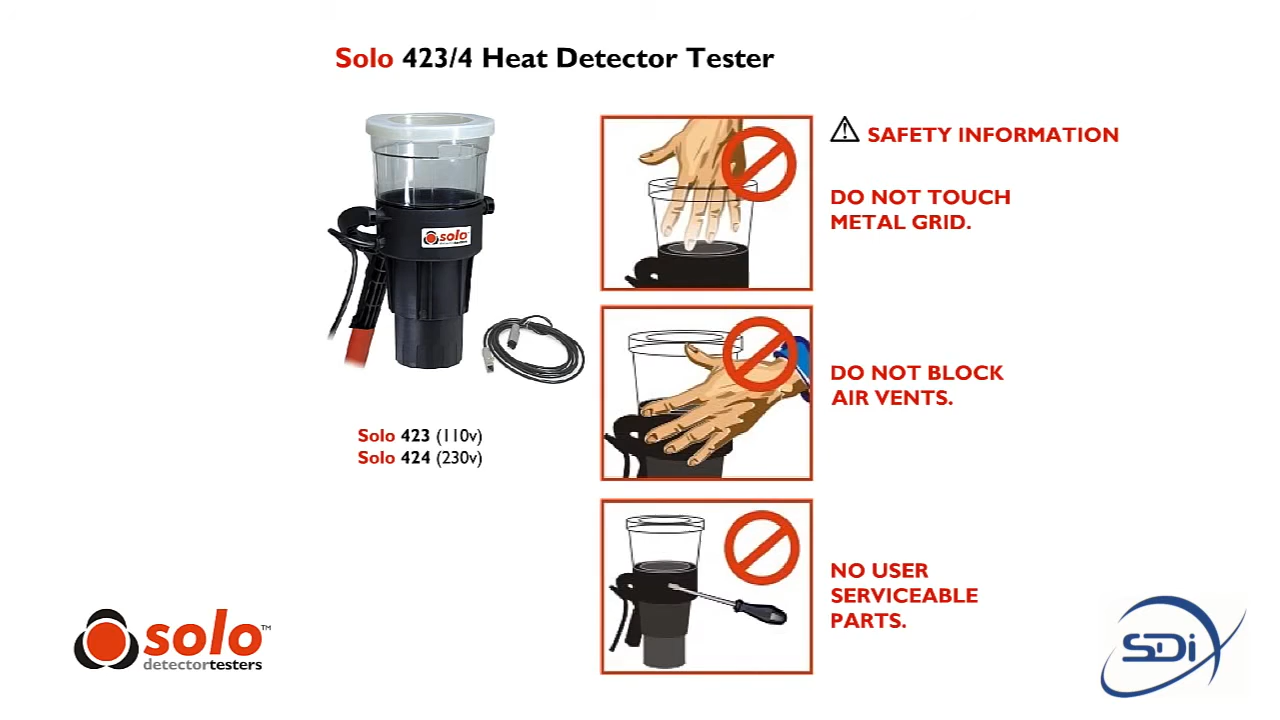 Solo 423/4 Heat Detector Tester
solo
SAFETY INFORMATION
DO NOT TOUCH
METAL GRID.
DO NOT BLOCK
AIR VENTS.
Solo 423 (110v)
Solo 424 (230v)
NO USER
SERVICEABLE
PARTS.
solo™
detectortesters
SDi